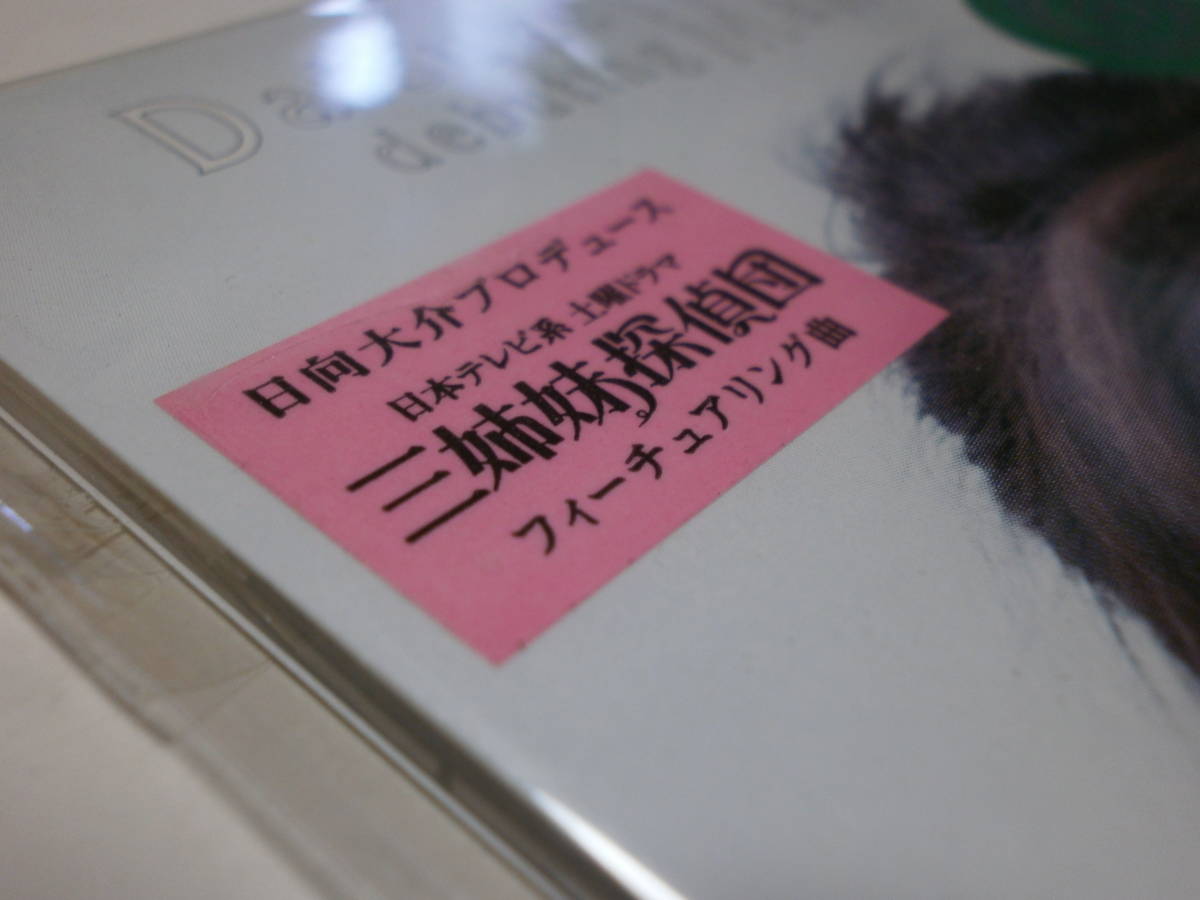 日向大介プロデュース
日本テレビ系 土曜ドラマ
三姉妹探偵団
フィーチュアリング曲